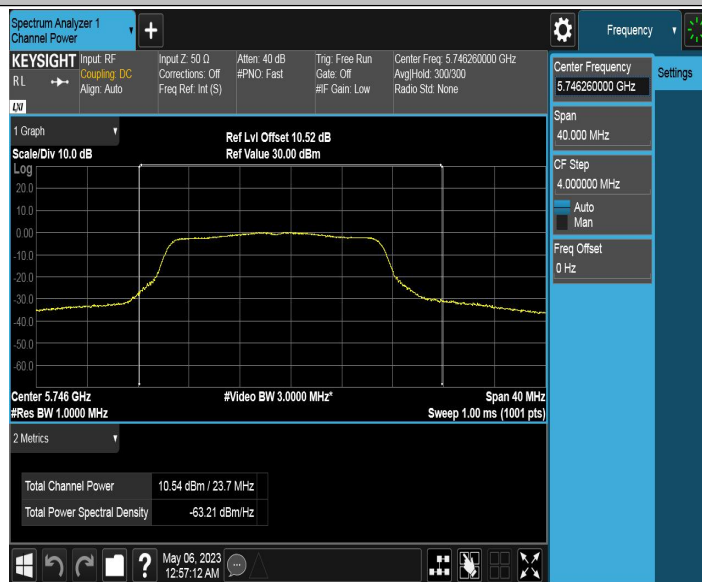 Spectrum Analyzer 1
Channel Power
+
Frequency
KEYSIGHT
RL
LXI
Input: RF
Coupling: DC
Align: Auto
Input Z: 50 Ω
Corrections: Off
Freq Ref: Int (S)
Atten: 40 dB
#PNO: Fast
Trig: Free Run
Gate: Off
#IF Gain: Low
Center Freq: 5.746260000 GHz
Avg|Hold: 300/300
Radio Std: None
Center Frequency
5.746260000 GHz
Settings
Span
40.000 MHz
CF Step
4.000000 MHz
Auto
Man
Freq Offset
0 Hz
1 Graph
Scale/Div 10.0 dB
Ref Lvl Offset 10.52 dB
Ref Value 30.00 dBm
Log
20.0
10.0
0.00
-10.0
-20.0
-30.0
-40.0
-50.0
-60.0
Center 5.746 GHz
#Res BW 1.0000 MHz
#Video BW 3.0000 MHz*
Span 40 MHz
Sweep 1.00 ms (1001 pts)
2 Metrics
Total Channel Power 10.54 dBm / 23.7 MHz
Total Power Spectral Density -63.21 dBm/Hz
?
May 06, 2023
12:57:12 AM